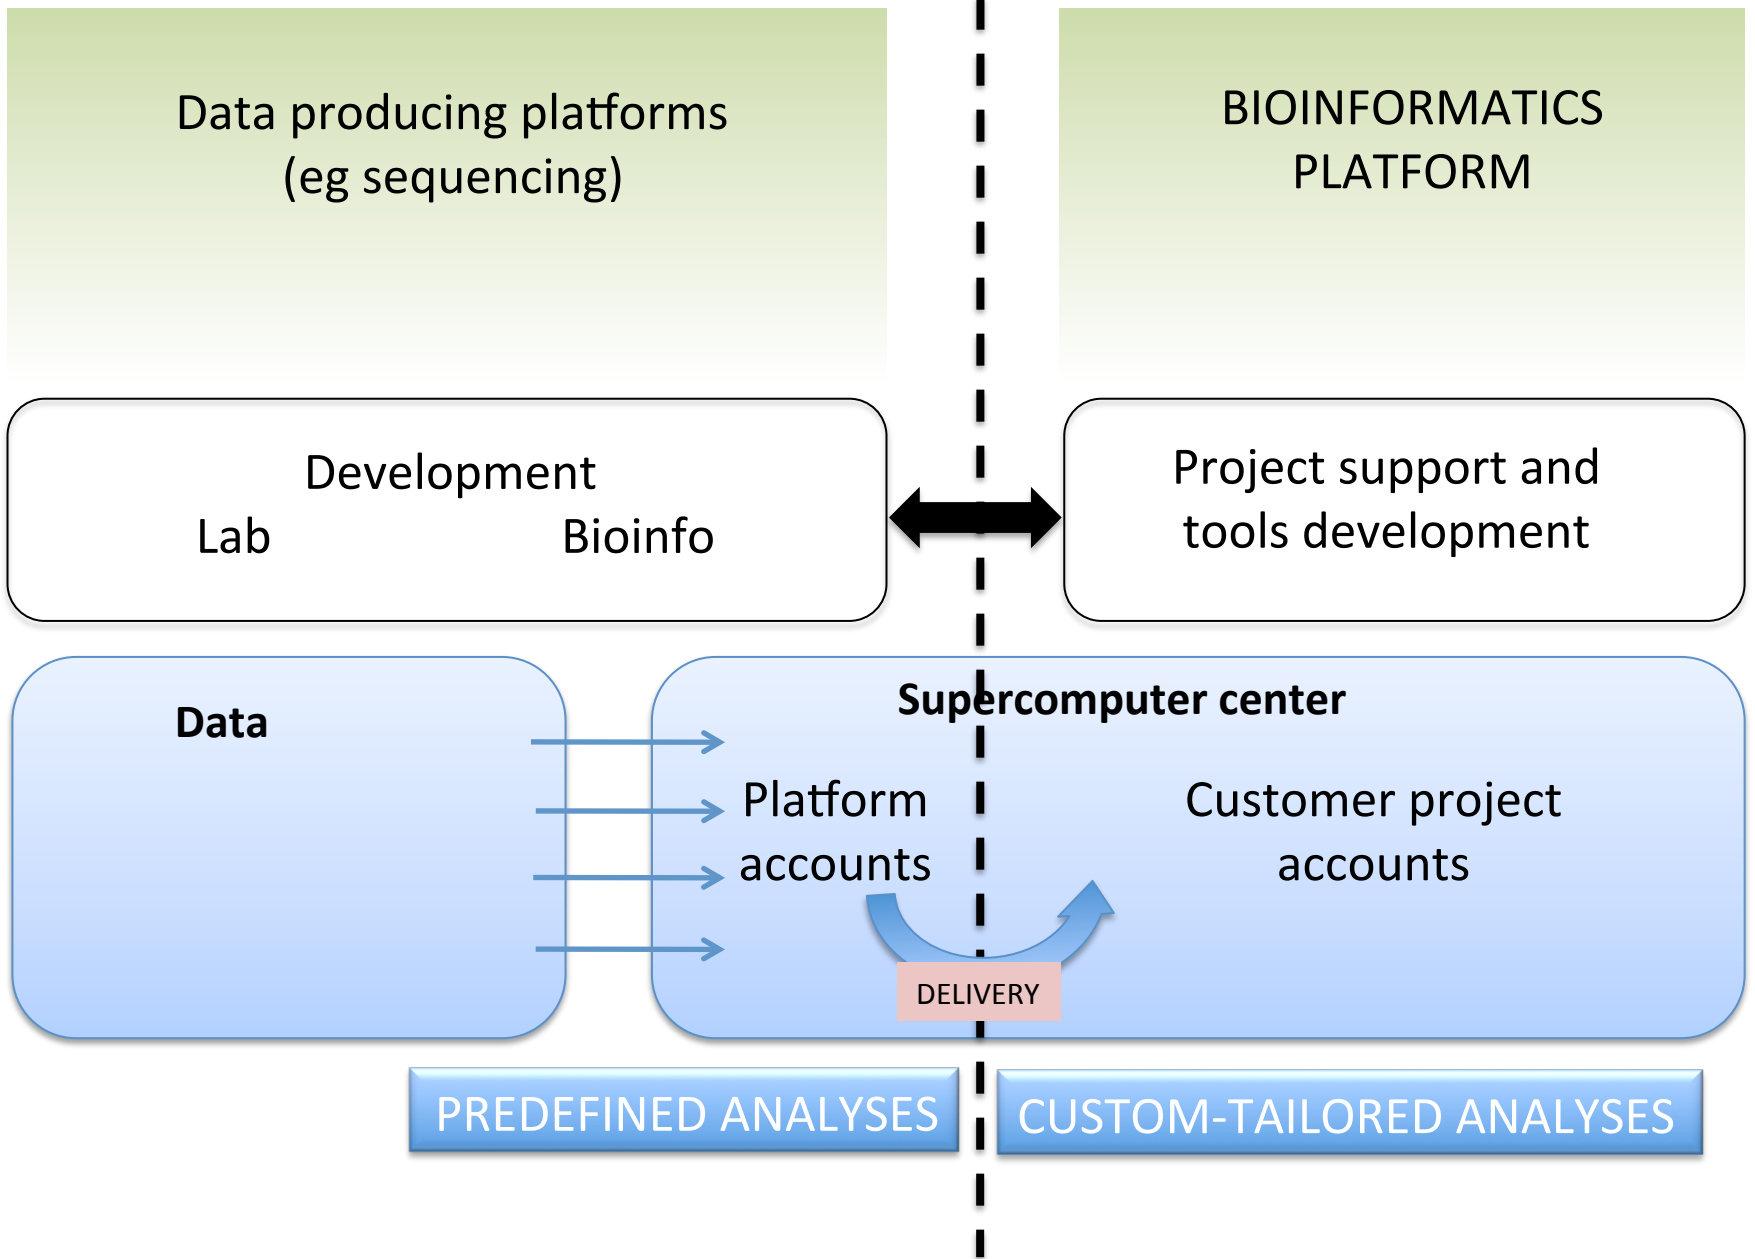 Data producing platforms
(eg sequencing)
BIOINFORMATICS
PLATFORM
Development
Lab Bioinfo
Project support and
tools development
Data
Supercomputer center
Platform
accounts
Customer project
accounts
DELIVERY
PREDEFINED ANALYSES
CUSTOM-TAILORED ANALYSES